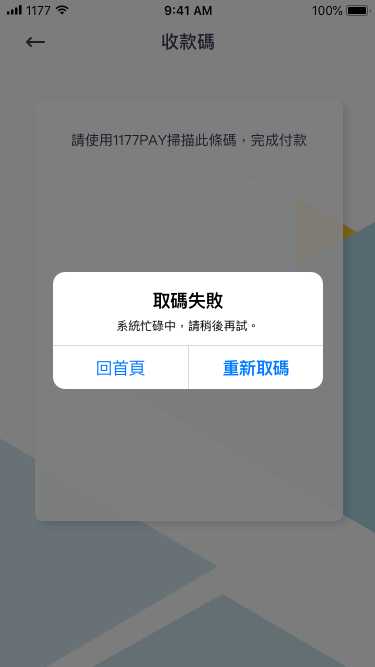 1177 9:41 AM 100%
收款碼
請使用1177PAY掃描此條碼，完成付款
取碼失敗
系統忙碌中，請稍後再試。
回首頁 重新取碼